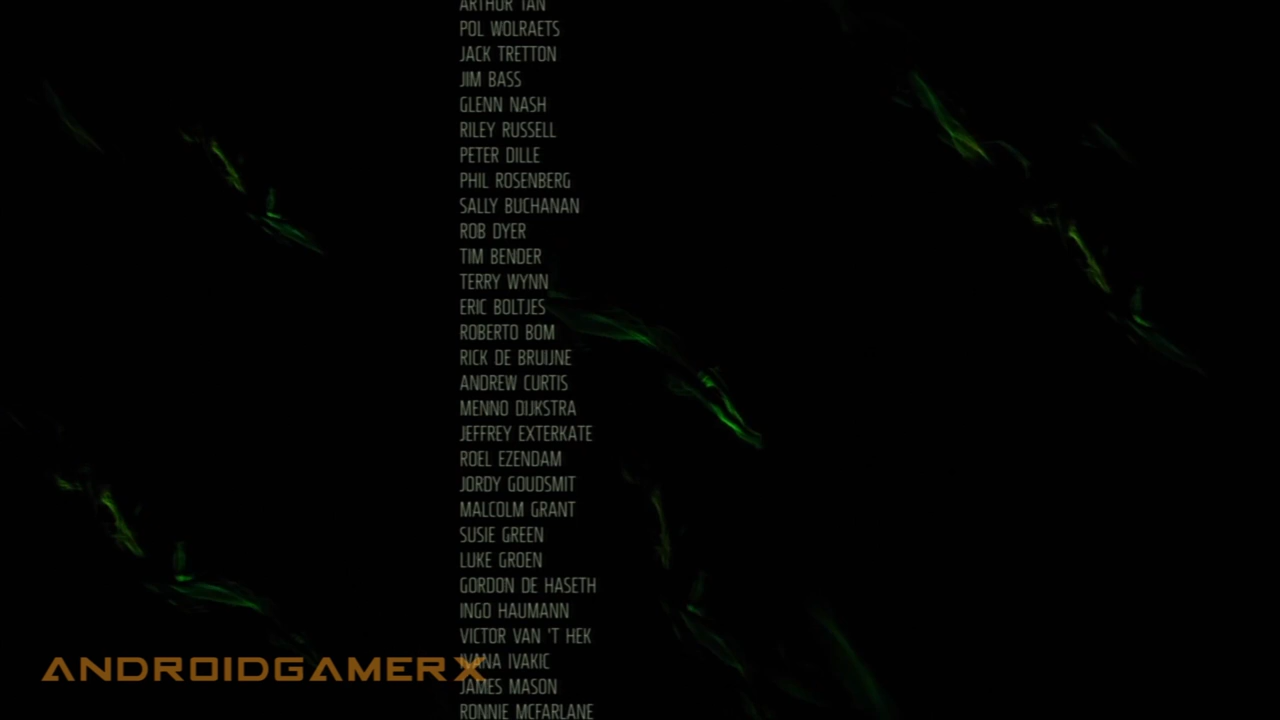 ARTHUR TAN
POL WOLRAETS
JACK TRETTON
JIM BASS
GLENN NASH
RILEY RUSSELL
PETER DILLE
PHIL ROSENBERG
SALLY BUCHANAN
ROB DYER
TIM BENDER
TERRY WYNN
ERIC BOLTJES
ROBERTO BOM
RICK DE BRUIJNE
ANDREW CURTIS
MENNO DIJKSTRA
JEFFREY EXTERKATE
ROEL EZENDAM
JORDY GOUDSMIT
MALCOLM GRANT
SUSIE GREEN
LUKE GROEN
GORDON DE HASETH
INGO HAUMANN
VICTOR VAN 'T HEK
IVANA IVAKIC
JAMES MASON
RONNIE MCFARLANE
ANDROIDGAMERX